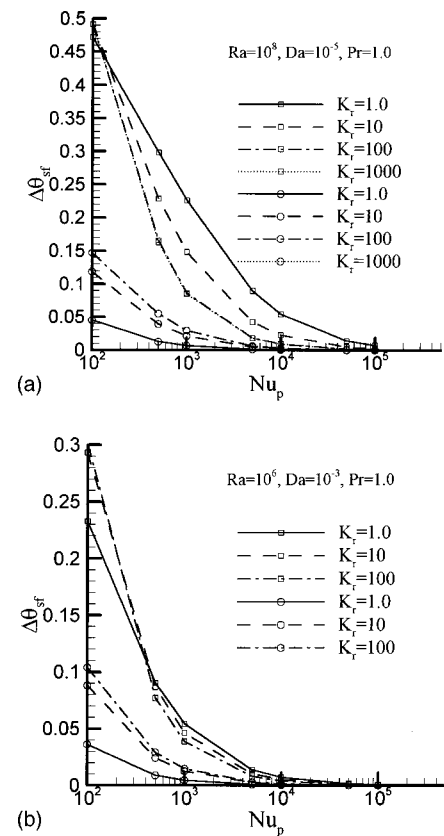 0.5
0.45
0.4
0.35
0.3
0.25
0.2
0.15
0.1
0.05
0
Δθsf
Ra=10⁸, Da=10⁻⁵, Pr=1.0
Kr=1.0
Kr=10
Kr=100
Kr=1000
Kr=1.0
Kr=10
Kr=100
Kr=1000
10² 10³ 10⁴ 10⁵
Nup
(a)
0.3
0.25
0.2
0.15
0.1
0.05
0
Δθsf
Ra=10⁶, Da=10⁻³, Pr=1.0
Kr=1.0
Kr=10
Kr=100
Kr=1.0
Kr=10
Kr=100
10² 10³ 10⁴ 10⁵
Nup
(b)